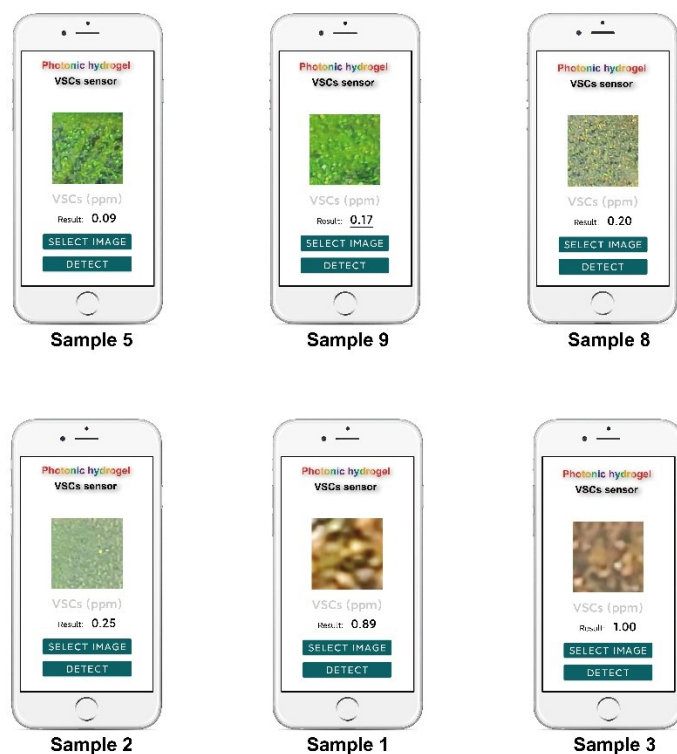 Photonic hydrogel
VSCs sensor
VSCs (ppm)
Result: 0.09
SELECT IMAGE
DETECT
Sample 5
Photonic hydrogel
VSCs sensor
VSCs (ppm)
Result: 0.17
SELECT IMAGE
DETECT
Sample 9
Photonic hydrogel
VSCs sensor
VSCs (ppm)
Result: 0.20
SELECT IMAGE
DETECT
Sample 8
Photonic hydrogel
VSCs sensor
VSCs (ppm)
Result: 0.25
SELECT IMAGE
DETECT
Sample 2
Photonic hydrogel
VSCs sensor
VSCs (ppm)
Result: 0.89
SELECT IMAGE
DETECT
Sample 1
Photonic hydrogel
VSCs sensor
VSCs (ppm)
Result: 1.00
SELECT IMAGE
DETECT
Sample 3